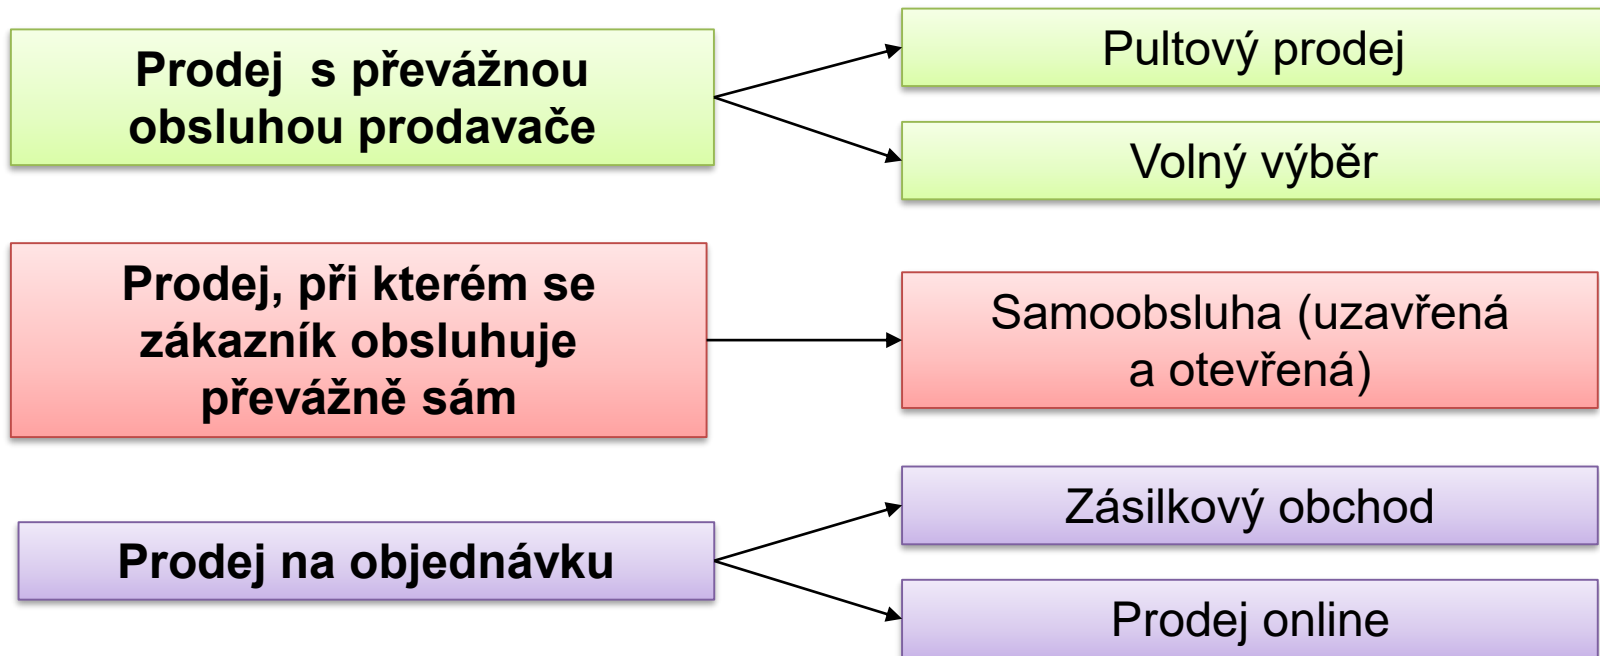 Prodej s převážnou
obsluhou prodavače
Pultový prodej
Volný výběr
Prodej, při kterém se
zákazník obsluhuje
převážně sám
Samoobsluha (uzavřená
a otevřená)
Prodej na objednávku
Zásilkový obchod
Prodej online